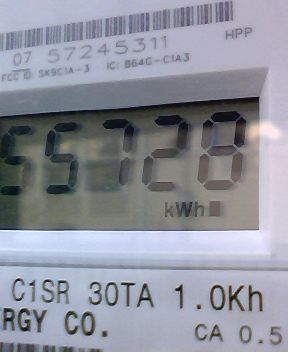 07 57245311
HPP
FCC ID: SK9C1A-3 IC: 864G-C1A3
55728
kWh
C1SR 30TA 1.0Kh
ERGY CO.
CA 0.5